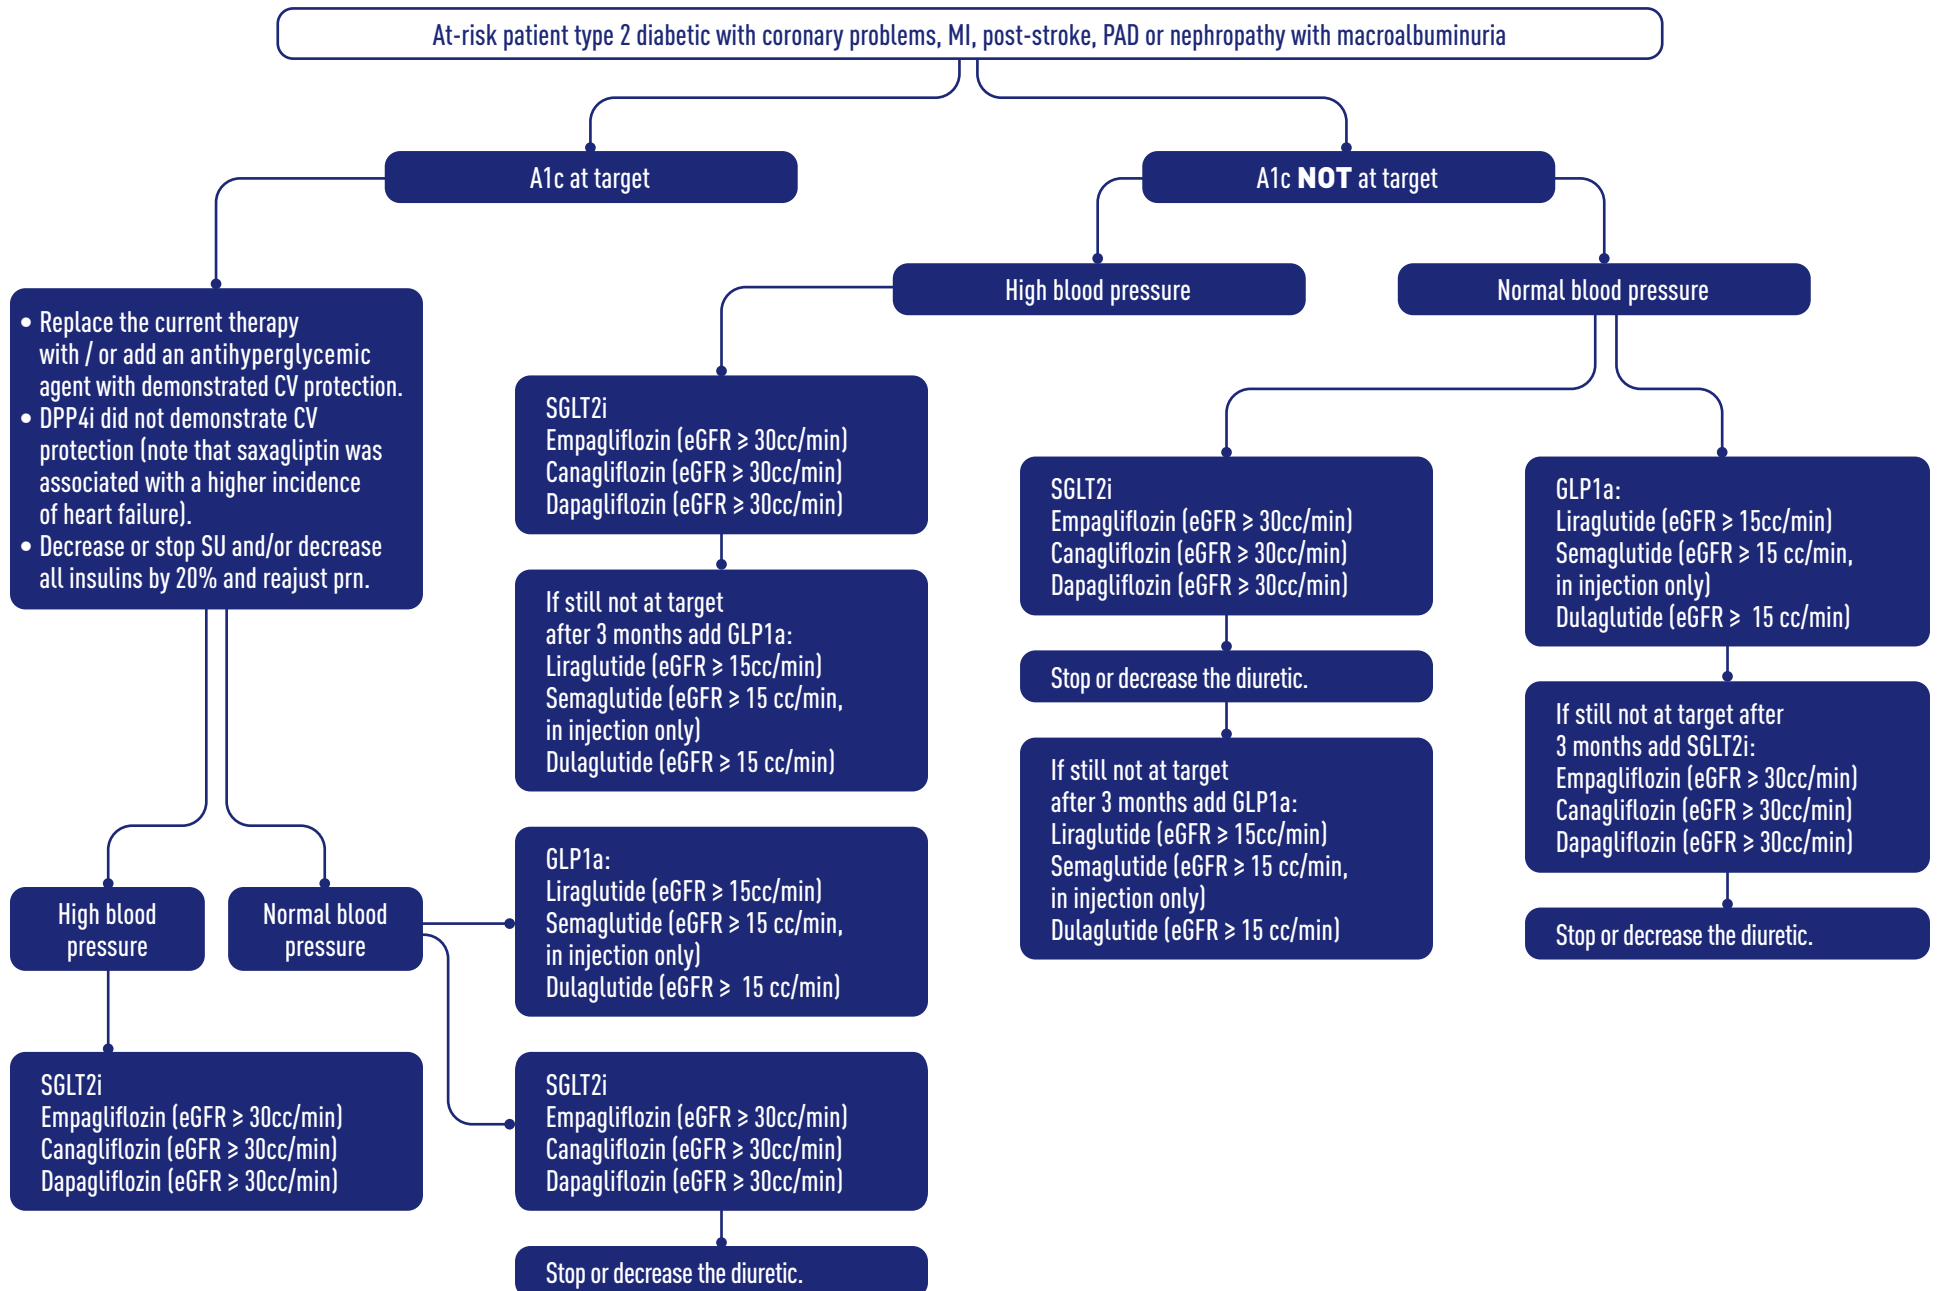 At-risk patient type 2 diabetic with coronary problems, MI, post-stroke, PAD or nephropathy with macroalbuminuria
A1c at target
• Replace the current therapy
with / or add an antihyperglycemic
agent with demonstrated CV protection.
• DPP4i did not demonstrate CV
protection (note that saxagliptin was
associated with a higher incidence
of heart failure).
• Decrease or stop SU and/or decrease
all insulins by 20% and reajust prn.
High blood
pressure
SGLT2i
Empagliflozin (eGFR ≥ 30cc/min)
Canagliflozin (eGFR ≥ 30cc/min)
Dapagliflozin (eGFR ≥ 30cc/min)
Normal blood
pressure
GLP1a:
Liraglutide (eGFR ≥ 15cc/min)
Semaglutide (eGFR ≥ 15 cc/min,
in injection only)
Dulaglutide (eGFR ≥ 15 cc/min)
SGLT2i
Empagliflozin (eGFR ≥ 30cc/min)
Canagliflozin (eGFR ≥ 30cc/min)
Dapagliflozin (eGFR ≥ 30cc/min)
Stop or decrease the diuretic.
A1c NOT at target
High blood pressure
SGLT2i
Empagliflozin (eGFR ≥ 30cc/min)
Canagliflozin (eGFR ≥ 30cc/min)
Dapagliflozin (eGFR ≥ 30cc/min)
If still not at target
after 3 months add GLP1a:
Liraglutide (eGFR ≥ 15cc/min)
Semaglutide (eGFR ≥ 15 cc/min,
in injection only)
Dulaglutide (eGFR ≥ 15 cc/min)
Normal blood pressure
SGLT2i
Empagliflozin (eGFR ≥ 30cc/min)
Canagliflozin (eGFR ≥ 30cc/min)
Dapagliflozin (eGFR ≥ 30cc/min)
Stop or decrease the diuretic.
If still not at target
after 3 months add GLP1a:
Liraglutide (eGFR ≥ 15cc/min)
Semaglutide (eGFR ≥ 15 cc/min,
in injection only)
Dulaglutide (eGFR ≥ 15 cc/min)
GLP1a:
Liraglutide (eGFR ≥ 15cc/min)
Semaglutide (eGFR ≥ 15 cc/min,
in injection only)
Dulaglutide (eGFR ≥ 15 cc/min)
If still not at target after
3 months add SGLT2i:
Empagliflozin (eGFR ≥ 30cc/min)
Canagliflozin (eGFR ≥ 30cc/min)
Dapagliflozin (eGFR ≥ 30cc/min)
Stop or decrease the diuretic.